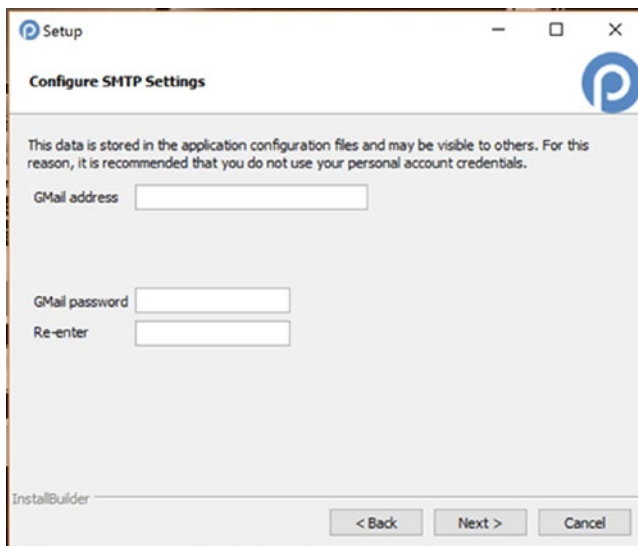 Setup
Configure SMTP Settings
This data is stored in the application configuration files and may be visible to others. For this
reason, it is recommended that you do not use your personal account credentials.
GMail address
GMail password
Re-enter
InstallBuilder
< Back Next > Cancel